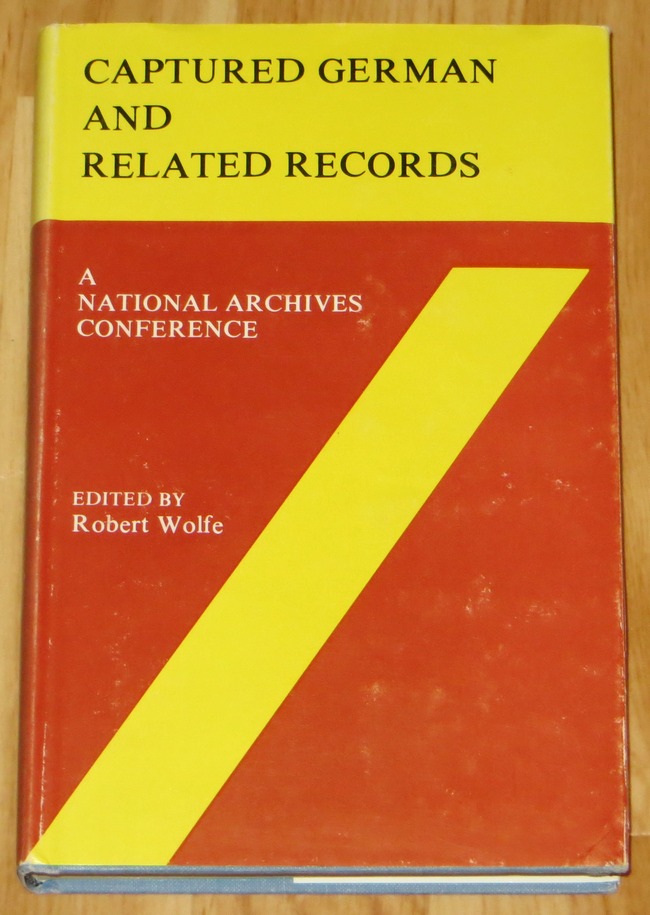 CAPTURED GERMAN
AND
RELATED RECORDS
A
NATIONAL ARCHIVES
CONFERENCE
EDITED BY
Robert Wolfe